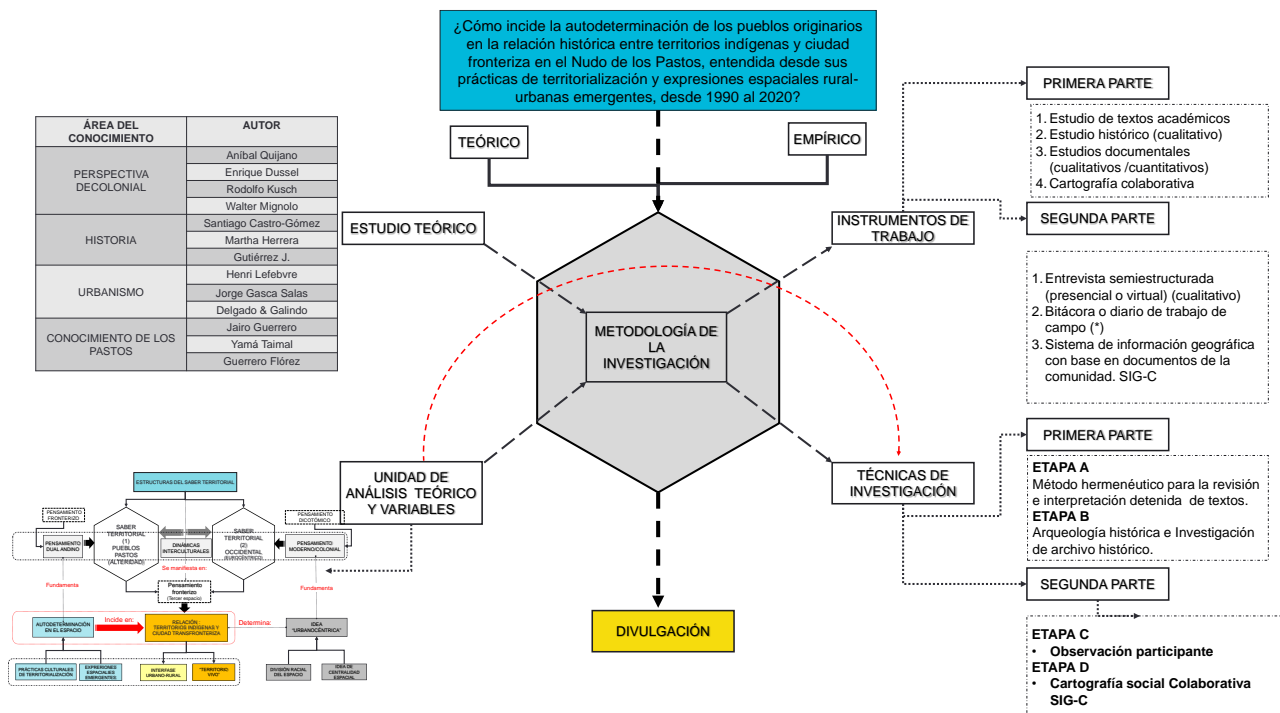 ¿Cómo incide la autodeterminación de los pueblos originarios
en la relación histórica entre territorios indígenas y ciudad
fronteriza en el Nudo de los Pastos, entendida desde sus
prácticas de territorialización y expresiones espaciales rural-
urbanas emergentes, desde 1990 al 2020?
TEÓRICO
EMPÍRICO
ÁREA DEL
CONOCIMIENTO
AUTOR
PERSPECTIVA
DECOLONIAL
Aníbal Quijano
Enrique Dussel
Rodolfo Kusch
Walter Mignolo
HISTORIA
Santiago Castro-Gómez
Martha Herrera
Gutiérrez J.
URBANISMO
Henri Lefebvre
Jorge Gasca Salas
Delgado & Galindo
CONOCIMIENTO DE LOS
PASTOS
Jairo Guerrero
Yamá Taimal
Guerrero Flórez
ESTUDIO TEÓRICO
INSTRUMENTOS DE
TRABAJO
METODOLOGÍA DE
LA
INVESTIGACIÓN
UNIDAD DE
ANÁLISIS TEÓRICO
Y VARIABLES
TÉCNICAS DE
INVESTIGACIÓN
DIVULGACIÓN
PRIMERA PARTE
1. Estudio de textos académicos
2. Estudio histórico (cualitativo)
3. Estudios documentales
(cualitativos /cuantitativos)
4. Cartografía colaborativa
SEGUNDA PARTE
1. Entrevista semiestructurada
(presencial o virtual) (cualitativo)
2. Bitácora o diario de trabajo de
campo (*)
3. Sistema de información geográfica
con base en documentos de la
comunidad. SIG-C
PRIMERA PARTE
ETAPA A
Método hermenéutico para la revisión
e interpretación detenida de textos.
ETAPA B
Arqueología histórica e Investigación
de archivo histórico.
SEGUNDA PARTE
ETAPA C
• Observación participante
ETAPA D
• Cartografía social Colaborativa
SIG-C
ESTRUCTURAS DEL SABER TERRITORIAL
PENSAMIENTO
FRONTERIZO
PENSAMIENTO
DICOTÓMICO
PENSAMIENTO
DUAL ANDINO
SABER
TERRITORIAL
(1)
PUEBLOS
PASTOS
(ALTERIDAD)
DINÁMICAS
INTERCULTURALES
SABER
TERRITORIAL
(2)
OCCIDENTAL
(EUROCÉNTRICO)
PENSAMIENTO
MODERNO/COLONIAL
Se manifiesta en:
Fundamenta
Pensamiento
fronterizo
(Tercer espacio)
Fundamenta
AUTODETERMINACIÓN
EN EL ESPACIO
Incide en:
RELACIÓN :
TERRITORIOS INDÍGENAS Y
CIUDAD TRANSFRONTERIZA
Determina:
IDEA
"URBANOCÉNTRICA"
PRÁCTICAS CULTURALES
DE TERRITORIALIZACIÓN
EXPRERIONES
ESPACIALIES
EMERGENTES
INTERFASE
URBANO-RURAL
"TERRITORIO
VIVO"
DIVISIÓN RACIAL
DEL ESPACIO
IDEA DE
CENTRALIDAD
ESPACIAL